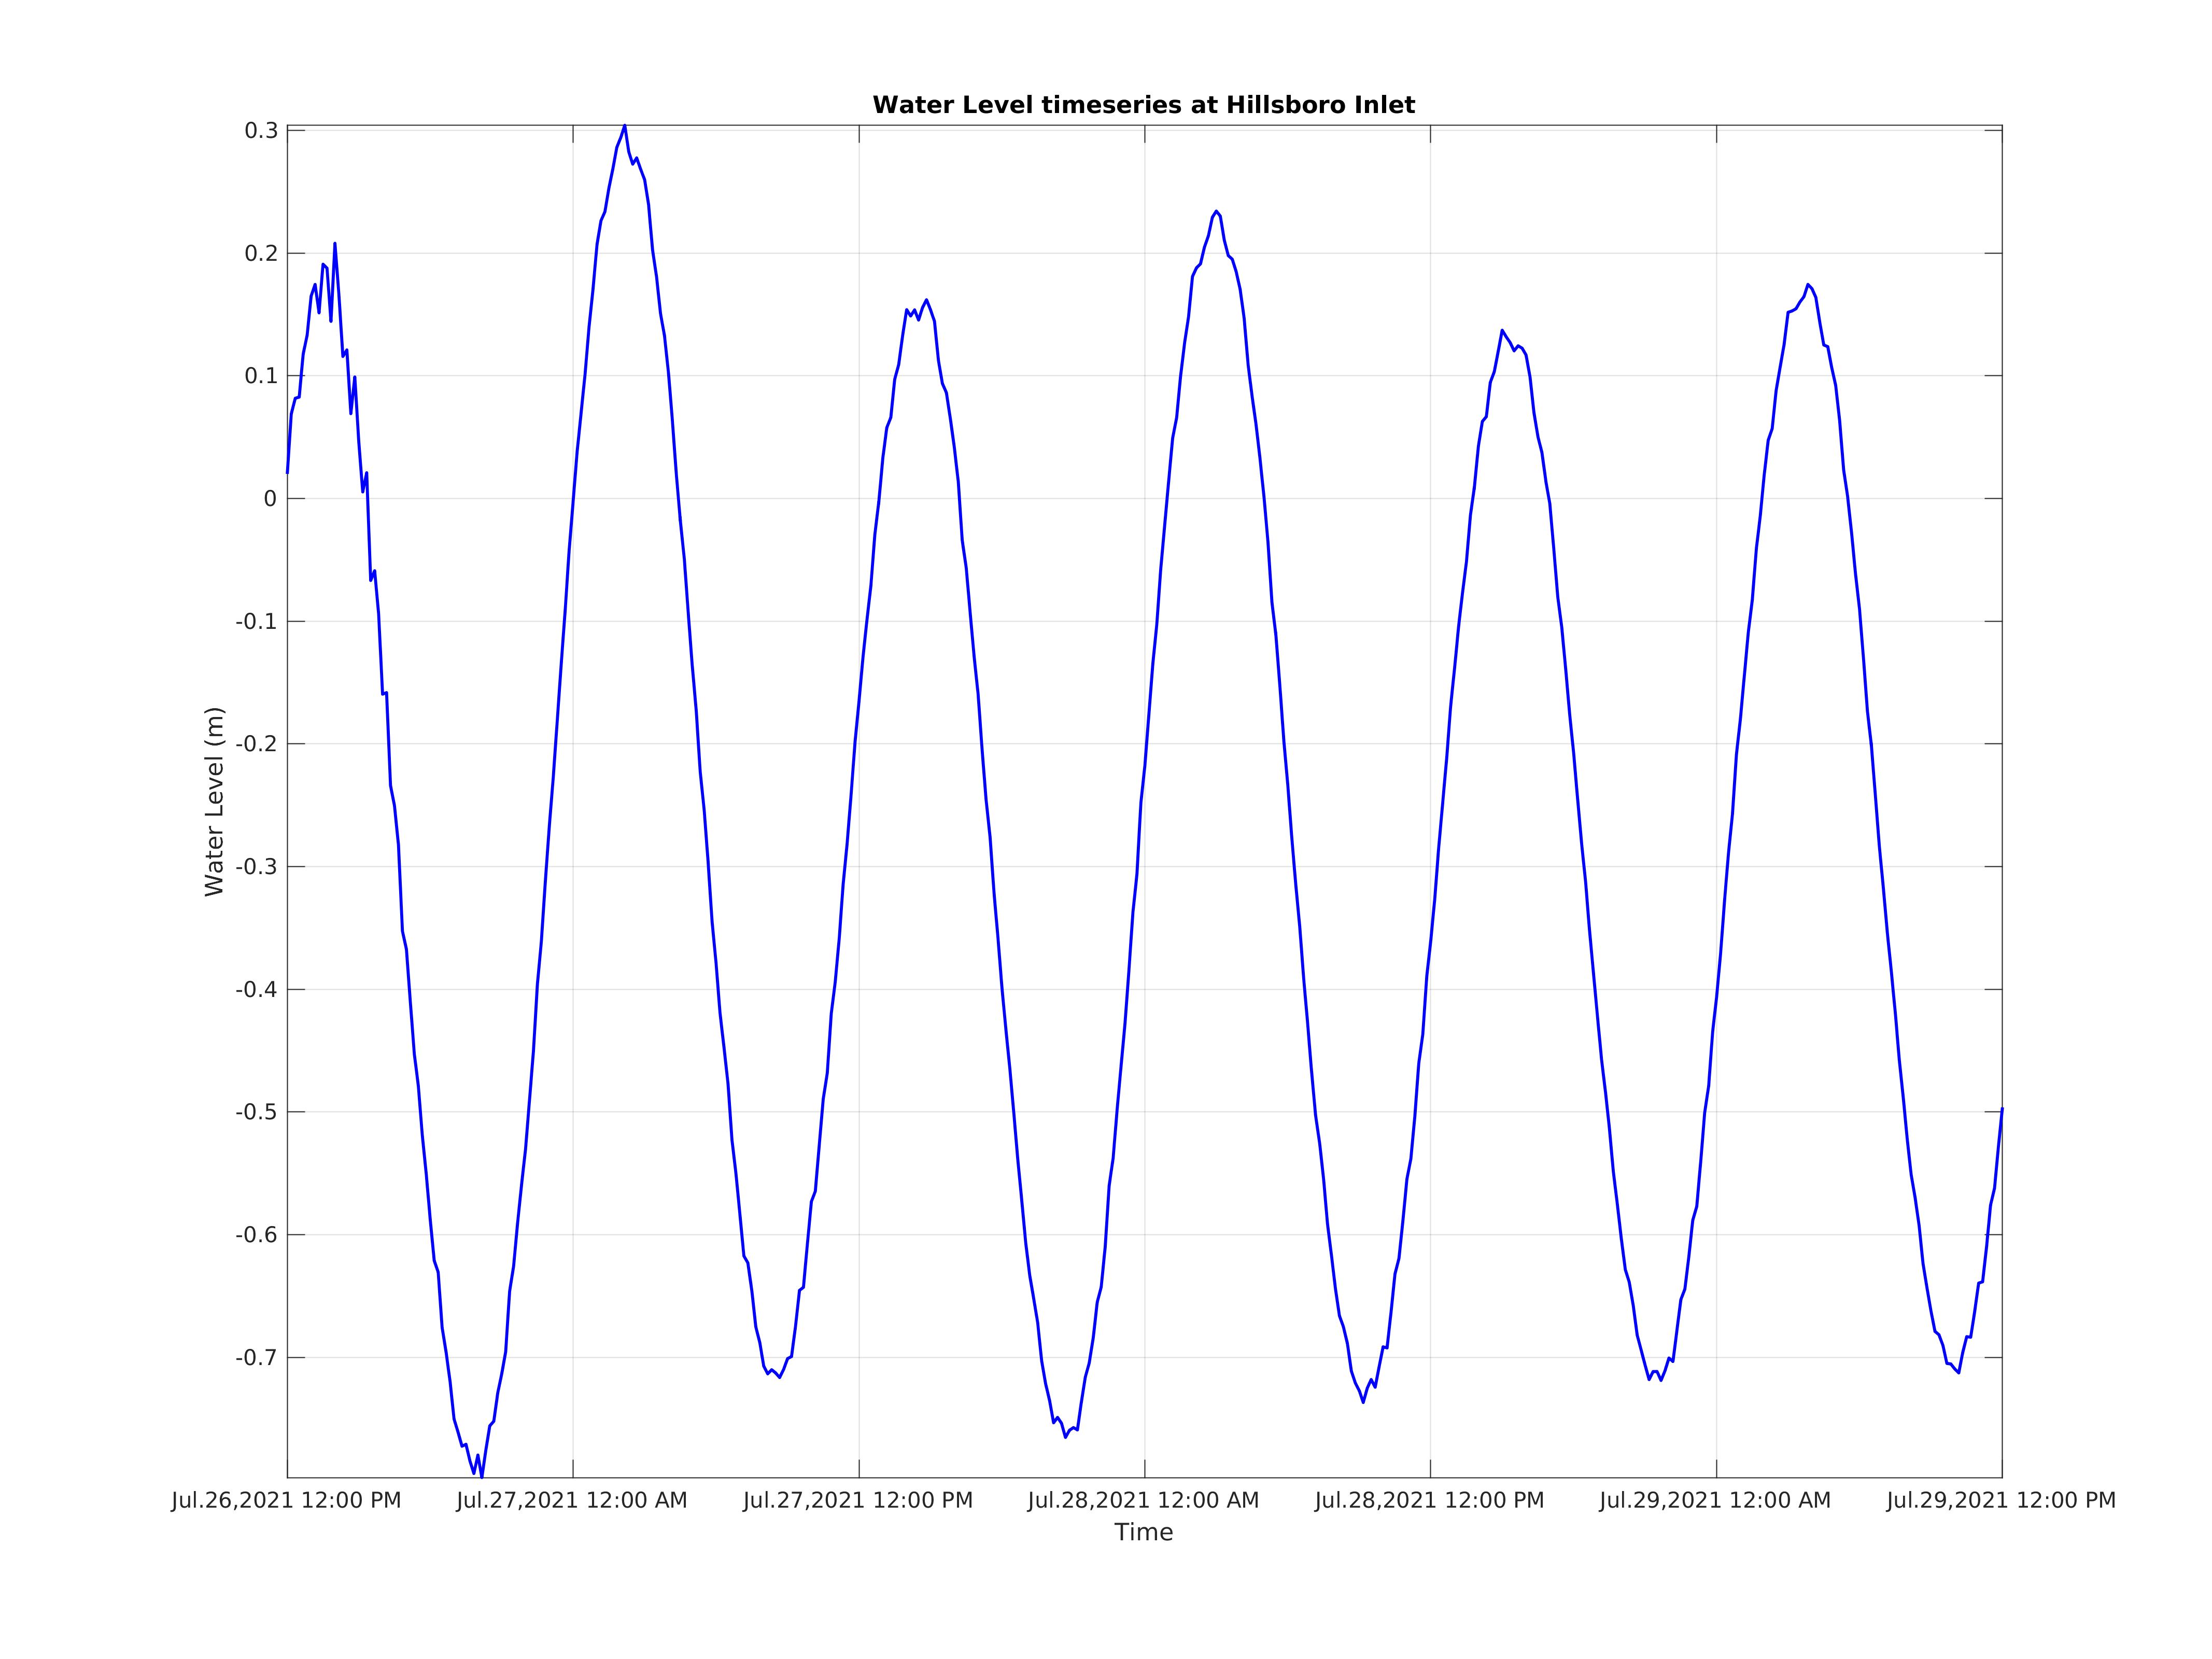 Water Level timeseries at Hillsboro Inlet
0.3
0.2
0.1
0
-0.1
-0.2
-0.3
-0.4
-0.5
-0.6
-0.7
Water Level (m)
Jul.26,2021 12:00 PM
Jul.27,2021 12:00 AM
Jul.27,2021 12:00 PM
Jul.28,2021 12:00 AM
Jul.28,2021 12:00 PM
Jul.29,2021 12:00 AM
Jul.29,2021 12:00 PM
Time